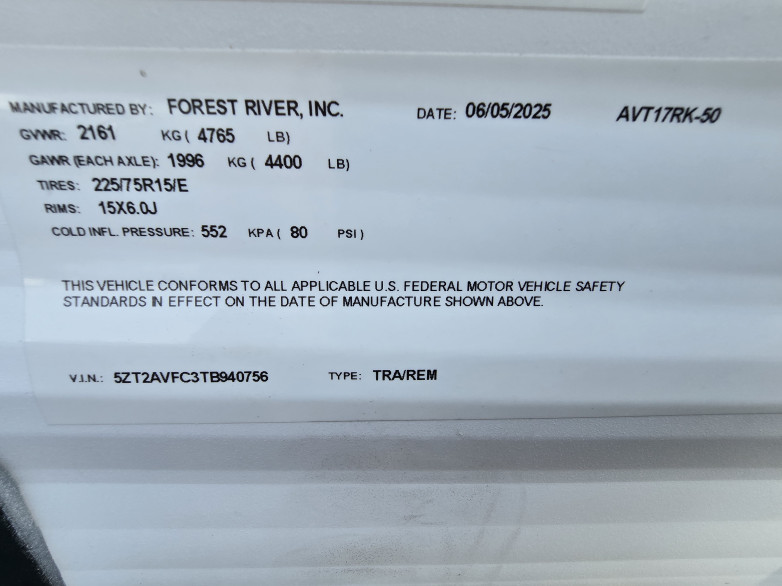 MANUFACTURED BY: FOREST RIVER, INC. DATE: 06/05/2025 AVT17RK-50
GVWR: 2161 KG ( 4765 LB)
GAWR (EACH AXLE): 1996 KG ( 4400 LB)
TIRES: 225/75R15/E
RIMS: 15X6.0J
COLD INFL. PRESSURE: 552 KPA ( 80 PSI )
THIS VEHICLE CONFORMS TO ALL APPLICABLE U.S. FEDERAL MOTOR VEHICLE SAFETY
STANDARDS IN EFFECT ON THE DATE OF MANUFACTURE SHOWN ABOVE.
V.I.N.: 5ZT2AVFC3TB940756 TYPE: TRA/REM